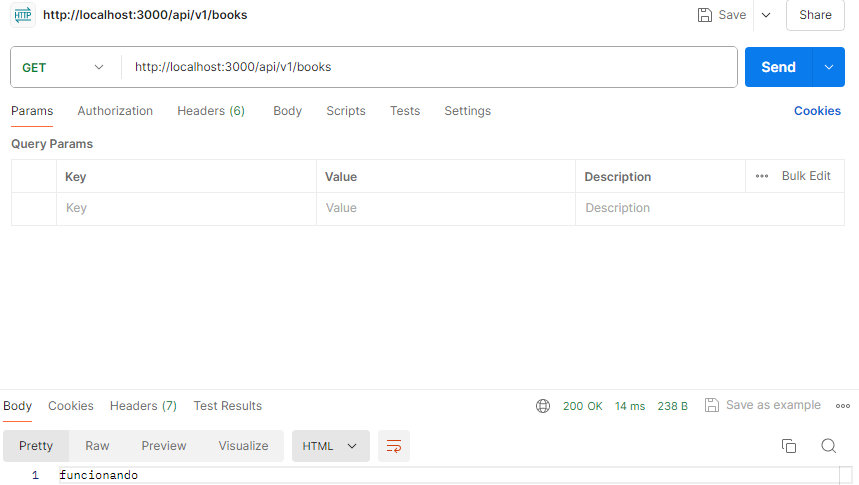 HTTP http://localhost:3000/api/v1/books Save Share
GET http://localhost:3000/api/v1/books Send
Params Authorization Headers (6) Body Scripts Tests Settings Cookies
Query Params
Key Value Description Bulk Edit
Key Value Description
Body Cookies Headers (7) Test Results 200 OK 14 ms 238 B Save as example
Pretty Raw Preview Visualize HTML
1 funcionando